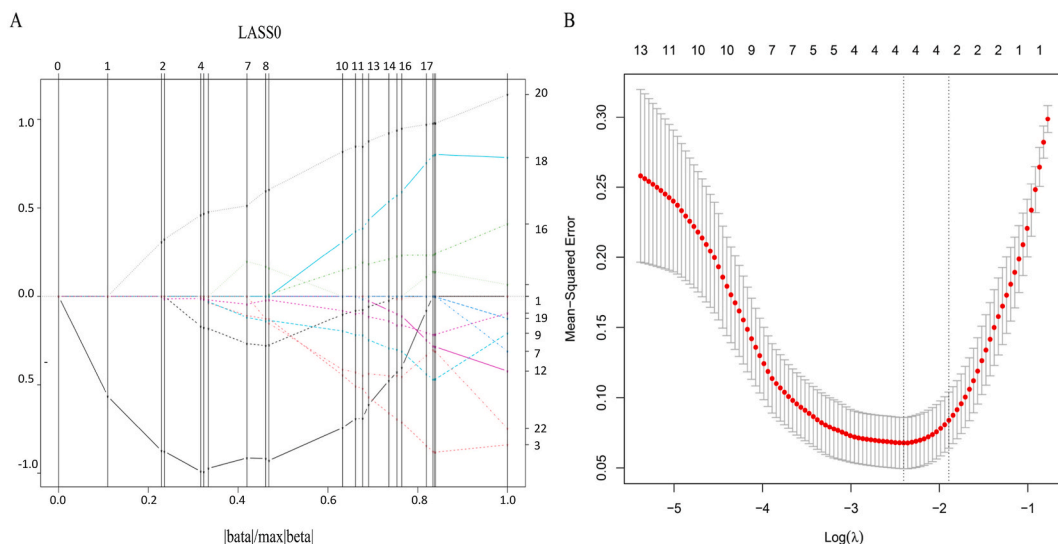 A
LASS0
0 1 2 4 7 8 10 11 13 14 16 17
1.0
0.5
0.0
-
0.5
-1.0
20
18
16
1
19
9
7
12
22
3
0.0 0.2 0.4 0.6 0.8 1.0
|bata|/max|beta|
B
13 11 10 10 9 7 7 5 5 4 4 4 4 4 2 2 2 1 1
Mean−Squared Error
0.30
0.25
0.20
0.15
0.10
0.05
−5 −4 −3 −2 −1
Log(λ)